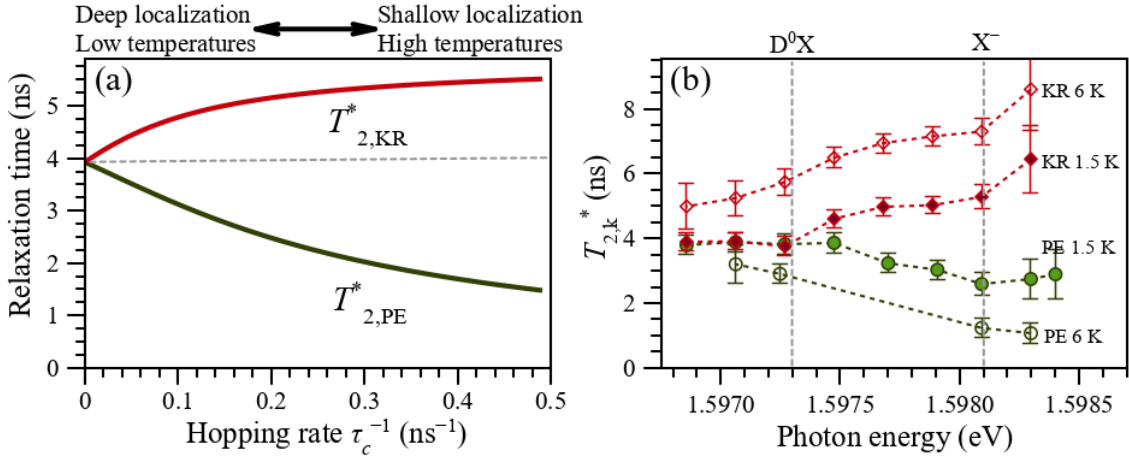 Deep localization
Low temperatures
Shallow localization
High temperatures
(a)
Relaxation time (ns)
5
4
3
2
1
0
T*2,KR
T*2,PE
0
0.1
0.2
0.3
0.4
0.5
Hopping rate τc−1 (ns−1)
D0X
X−
(b)
T2,k* (ns)
8
6
4
2
0
KR 6 K
KR 1.5 K
PE 1.5 K
PE 6 K
1.5970
1.5975
1.5980
1.5985
Photon energy (eV)